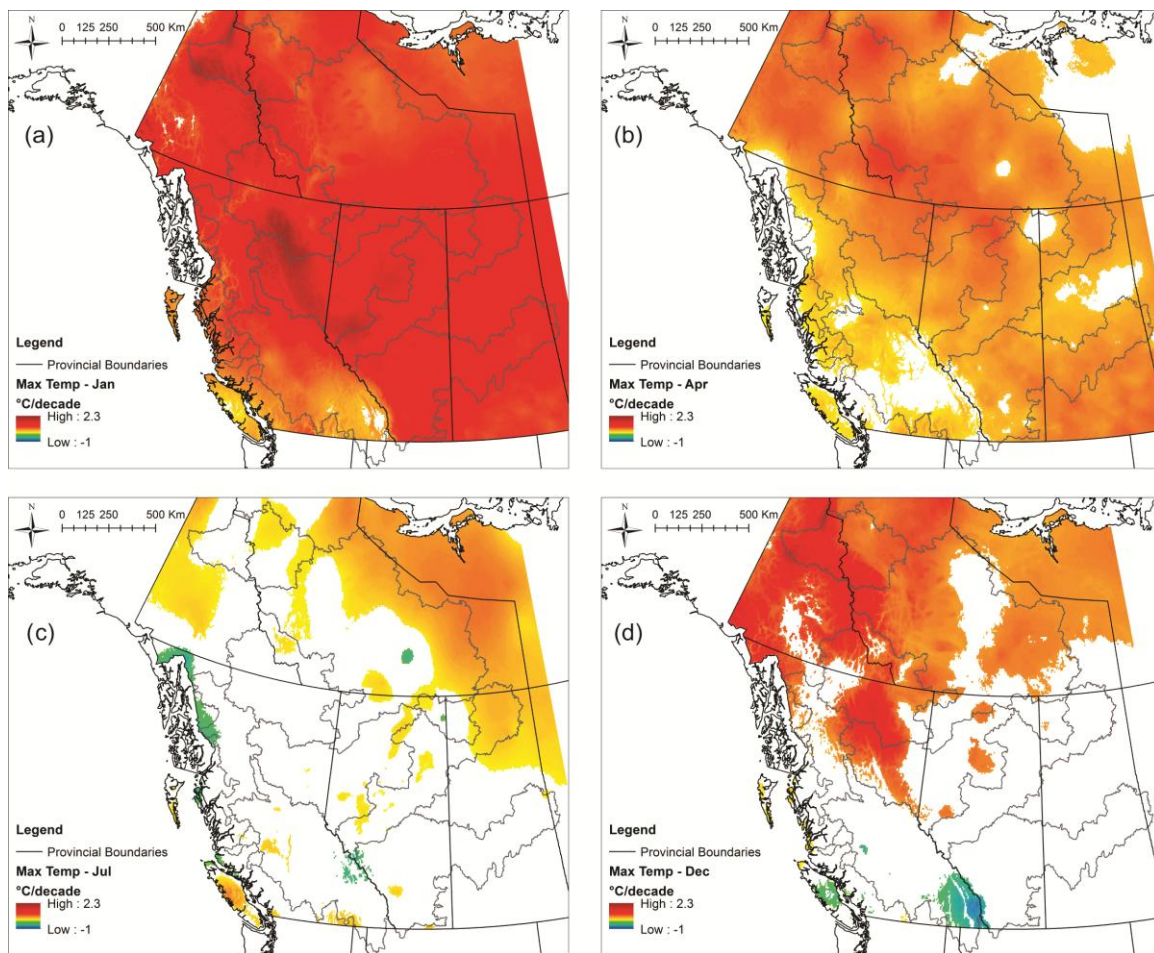 N
0 125 250 500 Km
(a)
Legend
Provincial Boundaries
Max Temp - Jan
°C/decade
High : 2.3
Low : -1
N
0 125 250 500 Km
(b)
Legend
Provincial Boundaries
Max Temp - Apr
°C/decade
High : 2.3
Low : -1
N
0 125 250 500 Km
(c)
Legend
Provincial Boundaries
Max Temp - Jul
°C/decade
High : 2.3
Low : -1
N
0 125 250 500 Km
(d)
Legend
Provincial Boundaries
Max Temp - Dec
°C/decade
High : 2.3
Low : -1